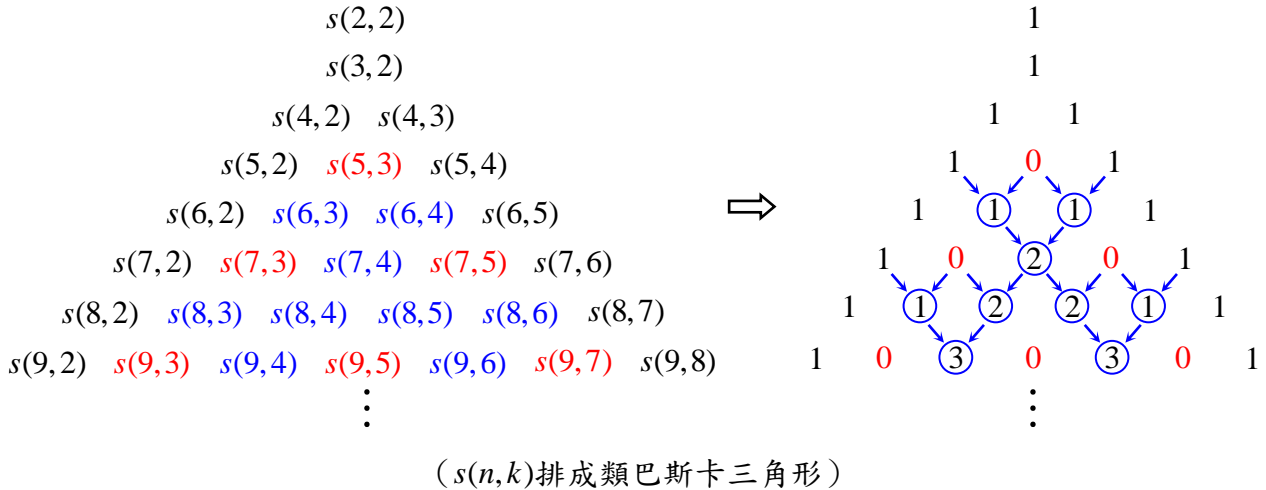 s(2,2) 1
s(3,2) 1
s(4,2) s(4,3) 1 1
s(5,2) s(5,3) s(5,4) 1 0 1
s(6,2) s(6,3) s(6,4) s(6,5) ⇨ 1 1 1 1
s(7,2) s(7,3) s(7,4) s(7,5) s(7,6) 1 0 2 0 1
s(8,2) s(8,3) s(8,4) s(8,5) s(8,6) s(8,7) 1 1 2 2 1 1
s(9,2) s(9,3) s(9,4) s(9,5) s(9,6) s(9,7) s(9,8) 1 0 3 0 3 0 1
⋮ ⋮
（s(n,k)排成類巴斯卡三角形）